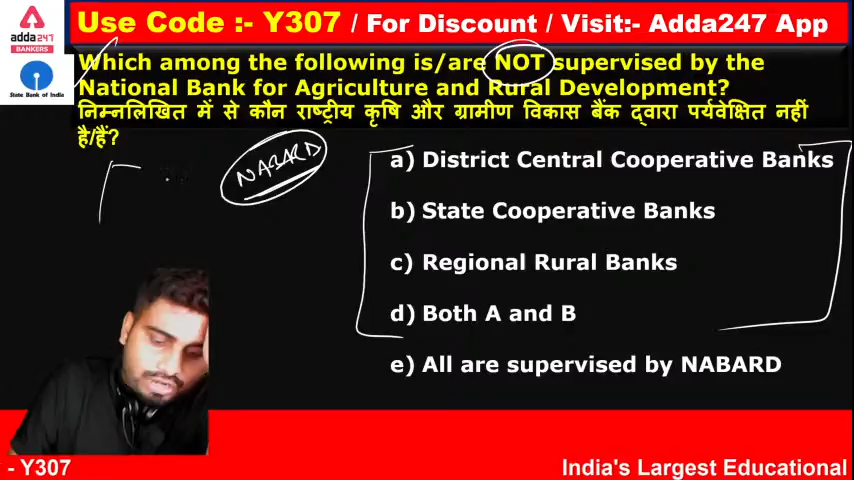 Use Code :- Y307 / For Discount / Visit:- Adda247 App
adda247
BANKERS
State Bank of India
Which among the following is/are NOT supervised by the
National Bank for Agriculture and Rural Development?
निम्नलिखित में से कौन राष्ट्रीय कृषि और ग्रामीण विकास बैंक द्वारा पर्यवेक्षित नहीं
है/हैं?
NABARD
a) District Central Cooperative Banks
b) State Cooperative Banks
c) Regional Rural Banks
d) Both A and B
e) All are supervised by NABARD
- Y307
India's Largest Educational